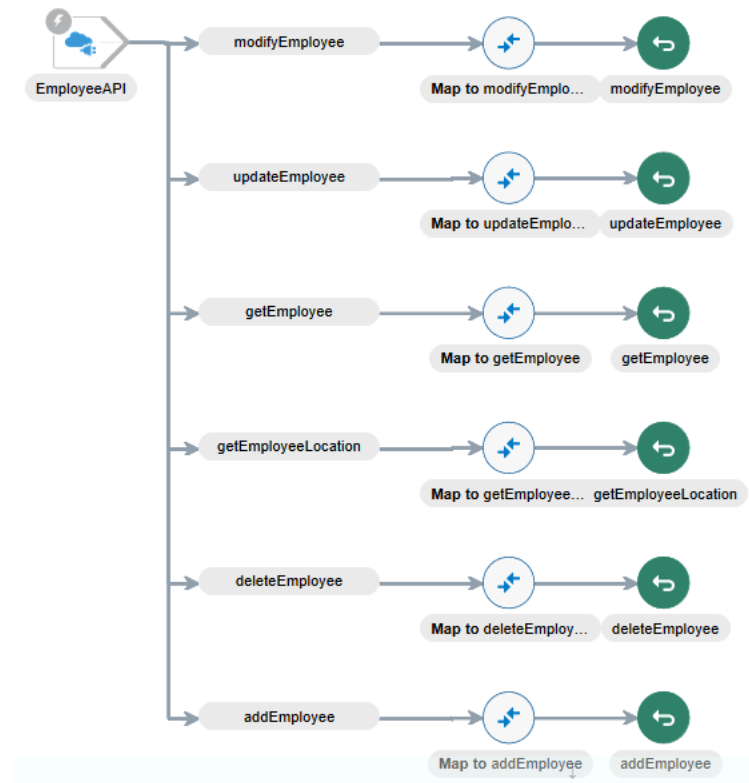 modifyEmployee
EmployeeAPI
Map to modifyEmplo...
modifyEmployee
updateEmployee
Map to updateEmplo...
updateEmployee
getEmployee
Map to getEmployee
getEmployee
getEmployeeLocation
Map to getEmployee...
getEmployeeLocation
deleteEmployee
Map to deleteEmploy...
deleteEmployee
addEmployee
Map to addEmployee
addEmployee